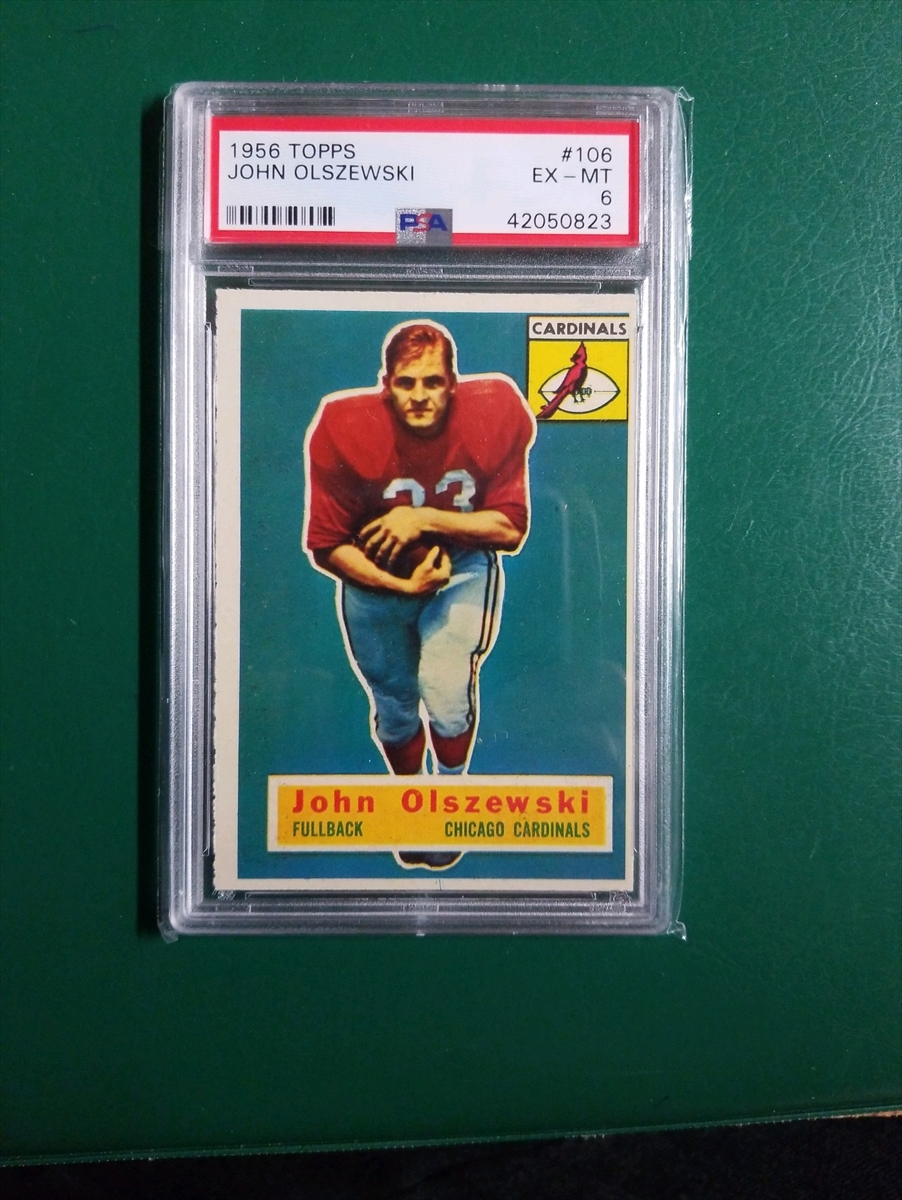 1956 TOPPS #106
JOHN OLSZEWSKI EX - MT
6
PSA 42050823
CARDINALS
33
John Olszewski
FULLBACK CHICAGO CARDINALS